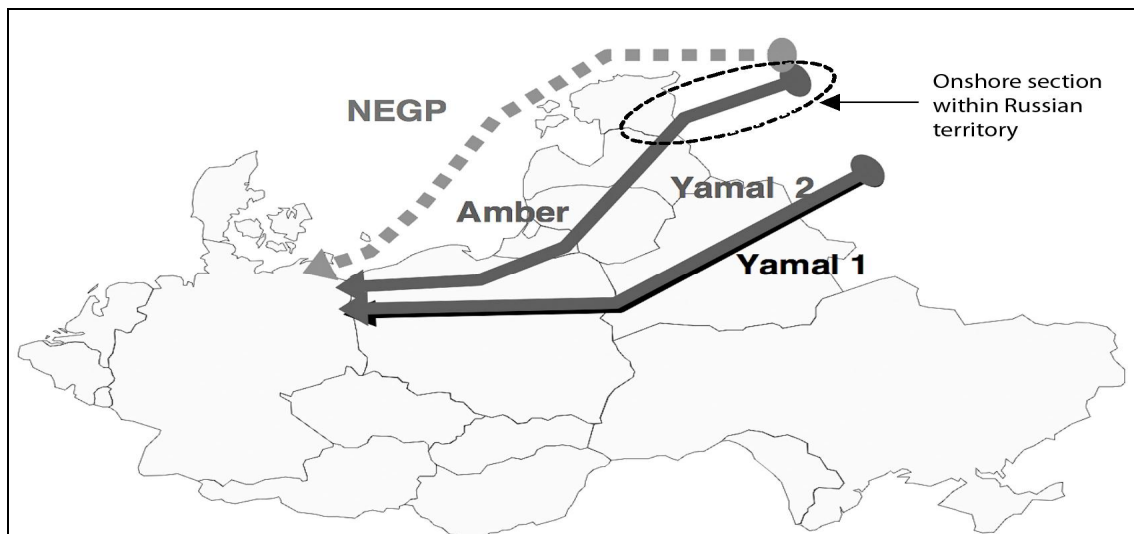 NEGP
Onshore section
within Russian
territory
Yamal 2
Amber
Yamal 1